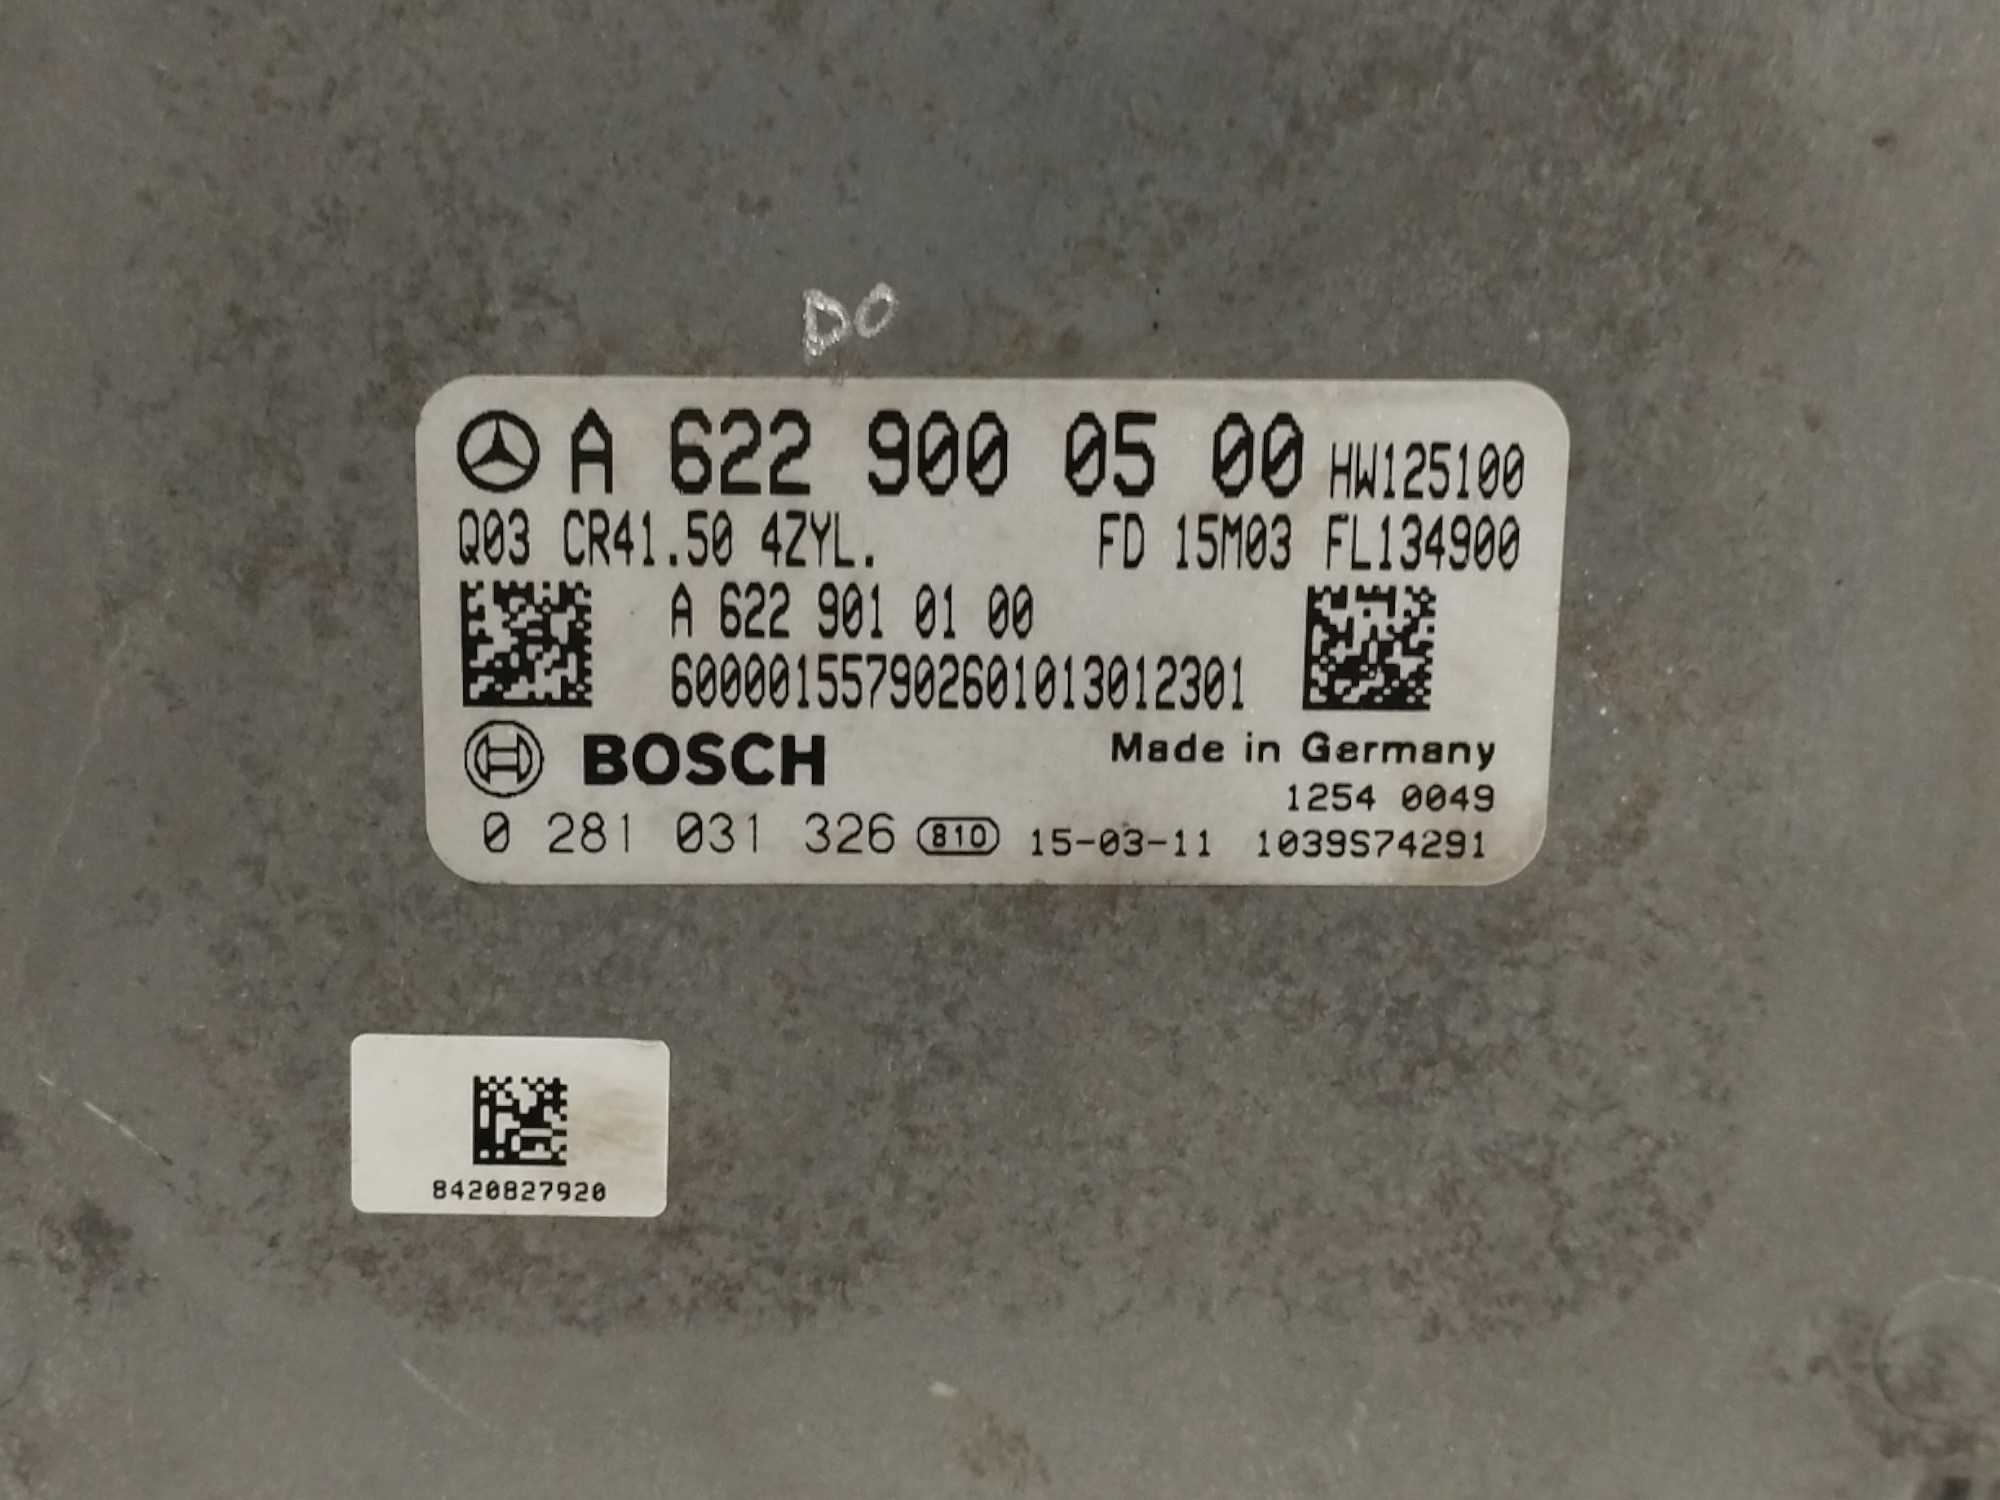 DO
A 622 900 05 00 HW125100
Q03 CR41.50 4ZYL. FD 15M03 FL134900
A 622 901 01 00
600001557902601013012301
BOSCH Made in Germany
1254 0049
0 281 031 326 810 15-03-11 1039S74291
8420827920